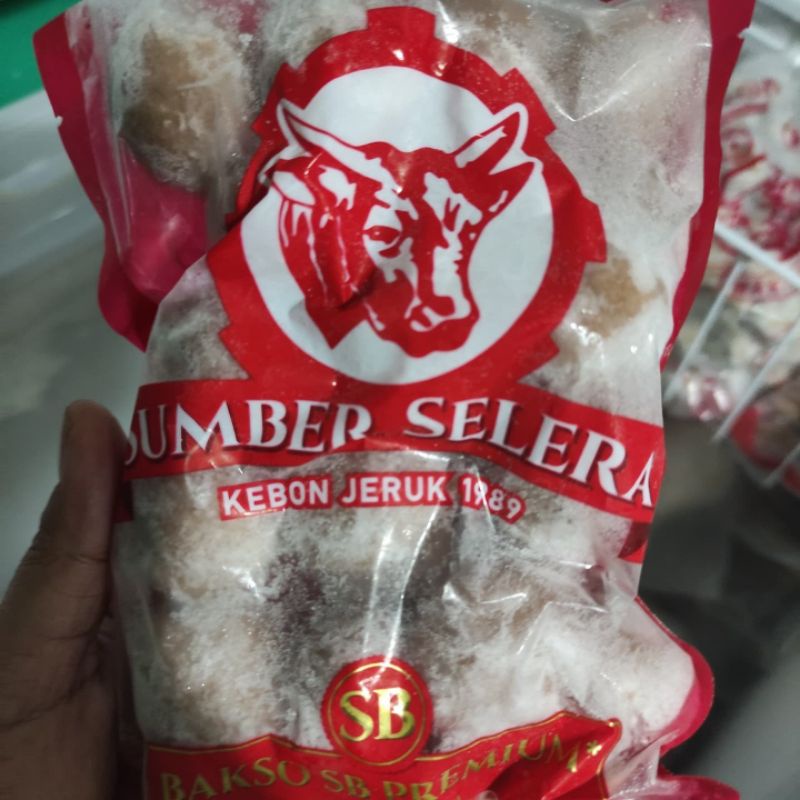 SUMBER SELERA
KEBON JERUK 1989
SB
BAKSO SB PREMIUM*